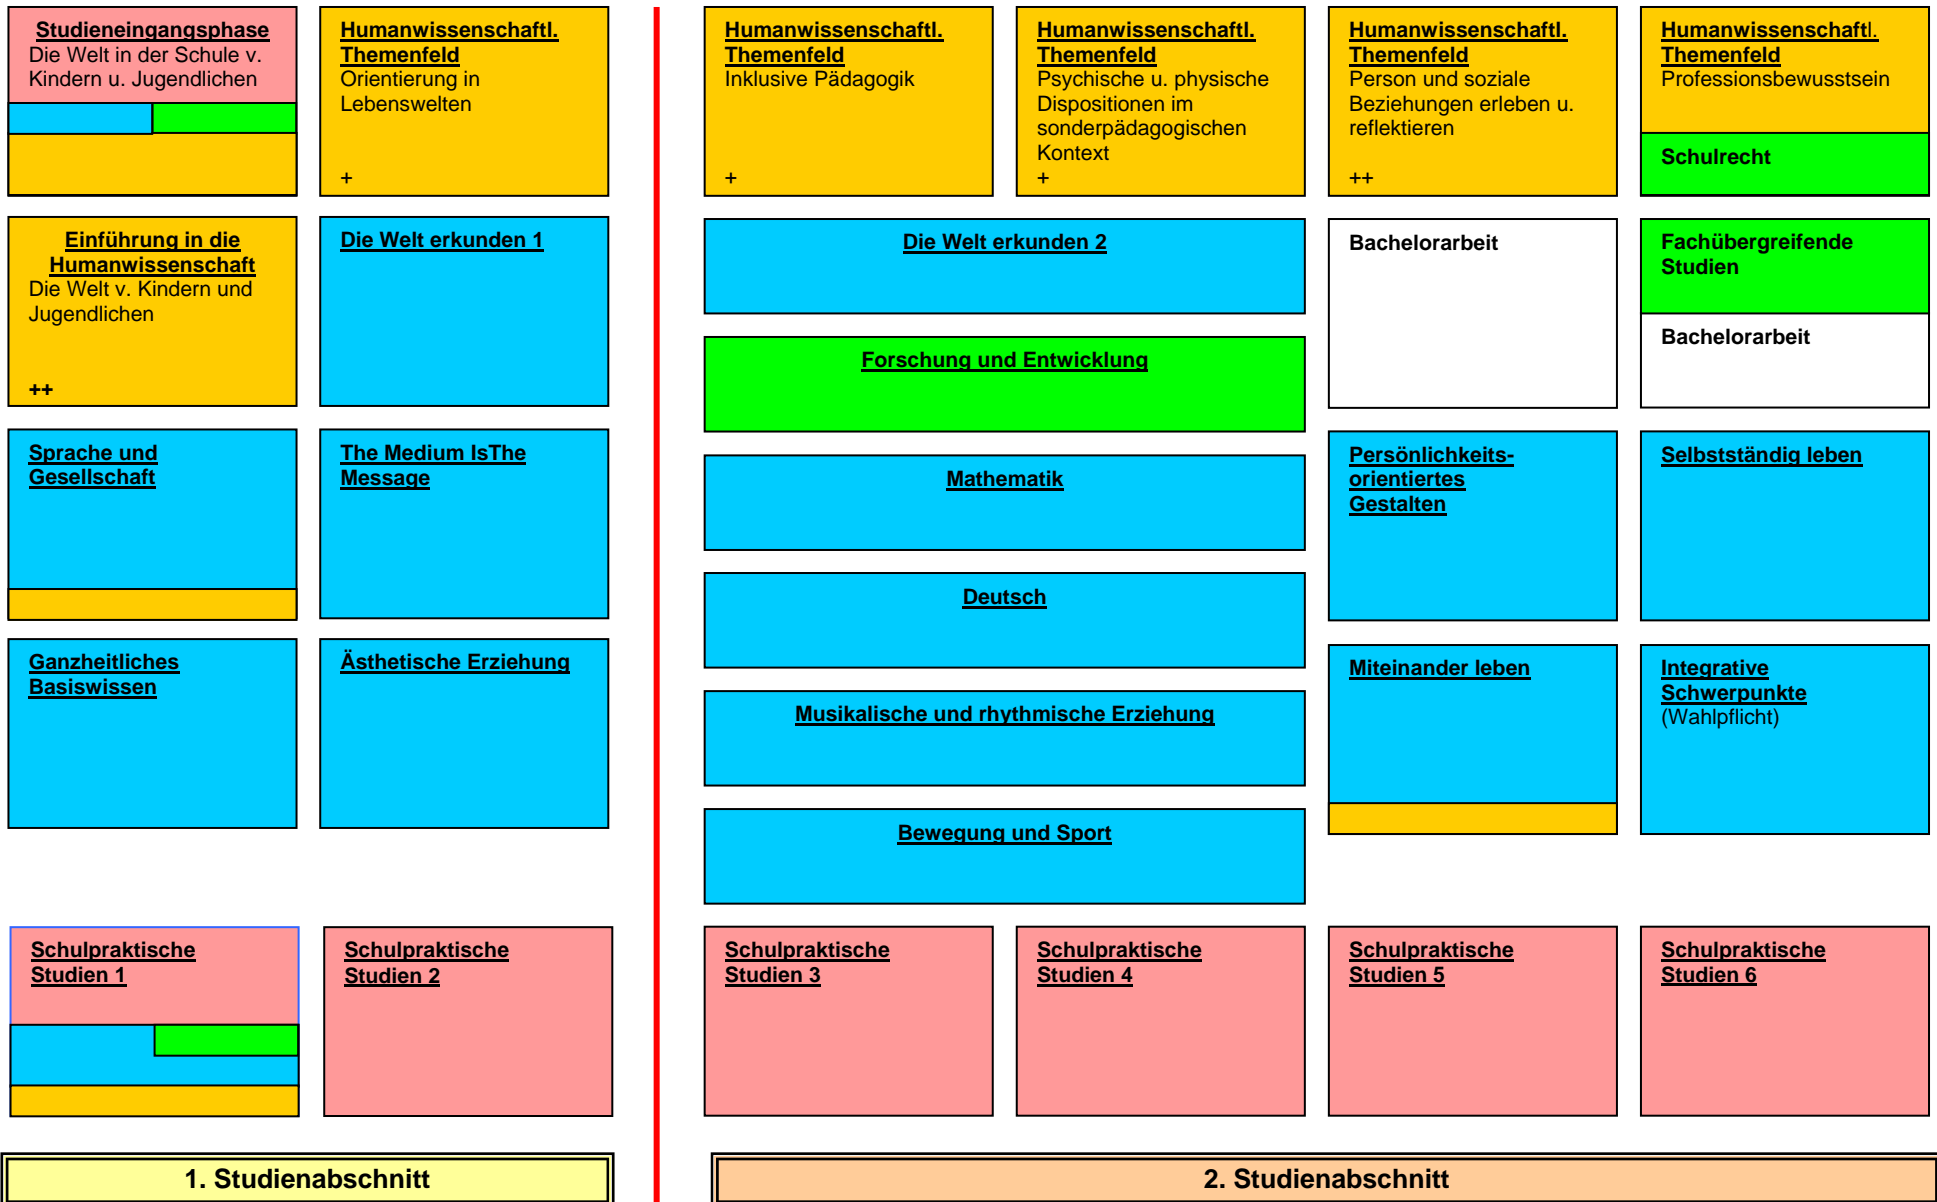 Studieneingangsphase
Die Welt in der Schule v.
Kindern u. Jugendlichen
Humanwissenschaftl.
Themenfeld
Orientierung in
Lebenswelten
+
Humanwissenschaftl.
Themenfeld
Inklusive Pädagogik
+
Humanwissenschaftl.
Themenfeld
Psychische u. physische
Dispositionen im
sonderpädagogischen
Kontext
+
Humanwissenschaftl.
Themenfeld
Person und soziale
Beziehungen erleben u.
reflektieren
++
Humanwissenschaftl.
Themenfeld
Professionsbewusstsein
Schulrecht
Einführung in die
Humanwissenschaft
Die Welt v. Kindern und
Jugendlichen
++
Die Welt erkunden 1
Die Welt erkunden 2
Bachelorarbeit
Fachübergreifende
Studien
Bachelorarbeit
Forschung und Entwicklung
Sprache und
Gesellschaft
The Medium IsThe
Message
Mathematik
Persönlichkeits-
orientiertes
Gestalten
Selbstständig leben
Deutsch
Ganzheitliches
Basiswissen
Ästhetische Erziehung
Musikalische und rhythmische Erziehung
Miteinander leben
Integrative
Schwerpunkte
(Wahlpflicht)
Bewegung und Sport
Schulpraktische
Studien 1
Schulpraktische
Studien 2
Schulpraktische
Studien 3
Schulpraktische
Studien 4
Schulpraktische
Studien 5
Schulpraktische
Studien 6
1. Studienabschnitt
2. Studienabschnitt